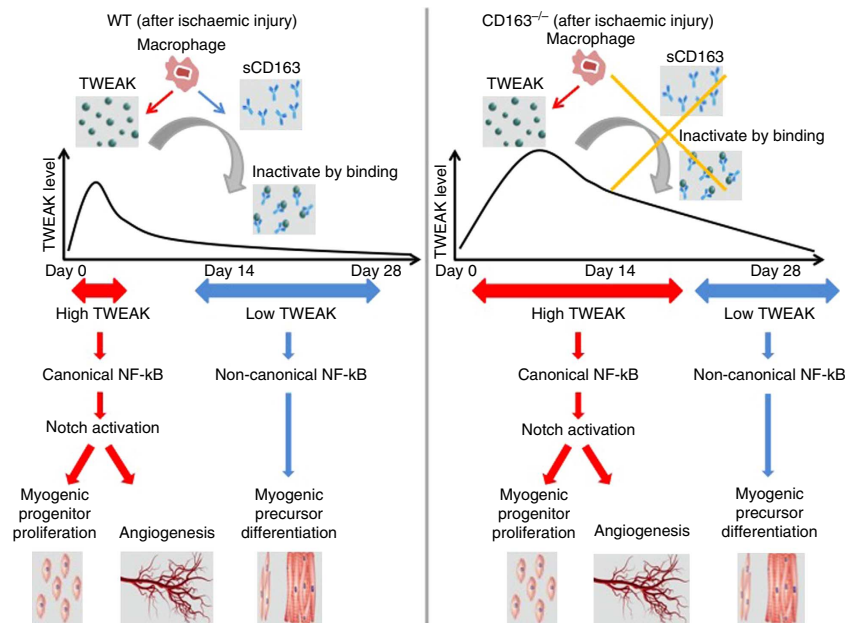 WT (after ischaemic injury)
Macrophage
TWEAK
sCD163
Inactivate by binding
TWEAK level
Day 0
Day 14
Day 28
High TWEAK
Low TWEAK
Canonical NF-kB
Non-canonical NF-kB
Notch activation
Myogenic
progenitor
proliferation
Angiogenesis
Myogenic
precursor
differentiation
CD163–/– (after ischaemic injury)
Macrophage
TWEAK
sCD163
Inactivate by binding
TWEAK level
Day 0
Day 14
Day 28
High TWEAK
Low TWEAK
Canonical NF-kB
Non-canonical NF-kB
Notch activation
Myogenic
progenitor
proliferation
Angiogenesis
Myogenic
precursor
differentiation